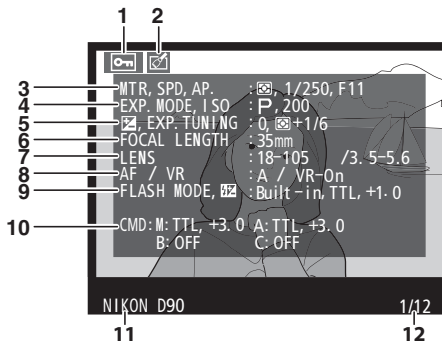 1 2
3 MTR, SPD, AP. : , 1/250, F11
4 EXP. MODE, ISO : P, 200
5 , EXP. TUNING : 0, +1/6
6 FOCAL LENGTH : 35mm
7 LENS : 18-105 /3. 5-5.6
8 AF / VR : A / VR-On
9 FLASH MODE, : Built-in, TTL, +1. 0
10 CMD: M: TTL, +3. 0 A: TTL, +3. 0
B: OFF C: OFF
NIKON D90 1/12
11 12